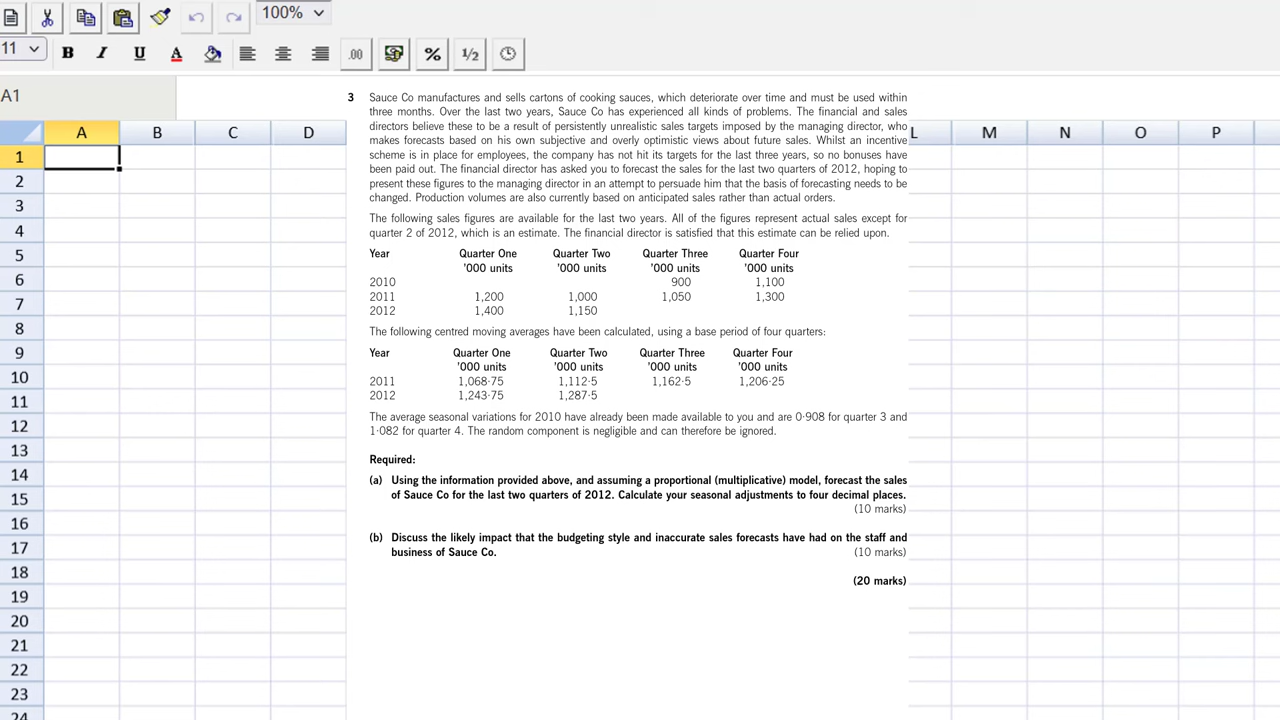 100%
11 B I U A .00 % 1/2
A1
A B C D L M N O P
3 Sauce Co manufactures and sells cartons of cooking sauces, which deteriorate over time and must be used within
three months. Over the last two years, Sauce Co has experienced all kinds of problems. The financial and sales
directors believe these to be a result of persistently unrealistic sales targets imposed by the managing director, who
makes forecasts based on his own subjective and overly optimistic views about future sales. Whilst an incentive
scheme is in place for employees, the company has not hit its targets for the last three years, so no bonuses have
been paid out. The financial director has asked you to forecast the sales for the last two quarters of 2012, hoping to
present these figures to the managing director in an attempt to persuade him that the basis of forecasting needs to be
changed. Production volumes are also currently based on anticipated sales rather than actual orders.
The following sales figures are available for the last two years. All of the figures represent actual sales except for
quarter 2 of 2012, which is an estimate. The financial director is satisfied that this estimate can be relied upon.
Year Quarter One Quarter Two Quarter Three Quarter Four
'000 units '000 units '000 units '000 units
2010 900 1,100
2011 1,200 1,000 1,050 1,300
2012 1,400 1,150
The following centred moving averages have been calculated, using a base period of four quarters:
Year Quarter One Quarter Two Quarter Three Quarter Four
'000 units '000 units '000 units '000 units
2011 1,068·75 1,112·5 1,162·5 1,206·25
2012 1,243·75 1,287·5
The average seasonal variations for 2010 have already been made available to you and are 0·908 for quarter 3 and
1·082 for quarter 4. The random component is negligible and can therefore be ignored.
Required:
(a) Using the information provided above, and assuming a proportional (multiplicative) model, forecast the sales
of Sauce Co for the last two quarters of 2012. Calculate your seasonal adjustments to four decimal places.
(10 marks)
(b) Discuss the likely impact that the budgeting style and inaccurate sales forecasts have had on the staff and
business of Sauce Co. (10 marks)
(20 marks)
1
2
3
4
5
6
7
8
9
10
11
12
13
14
15
16
17
18
19
20
21
22
23
24